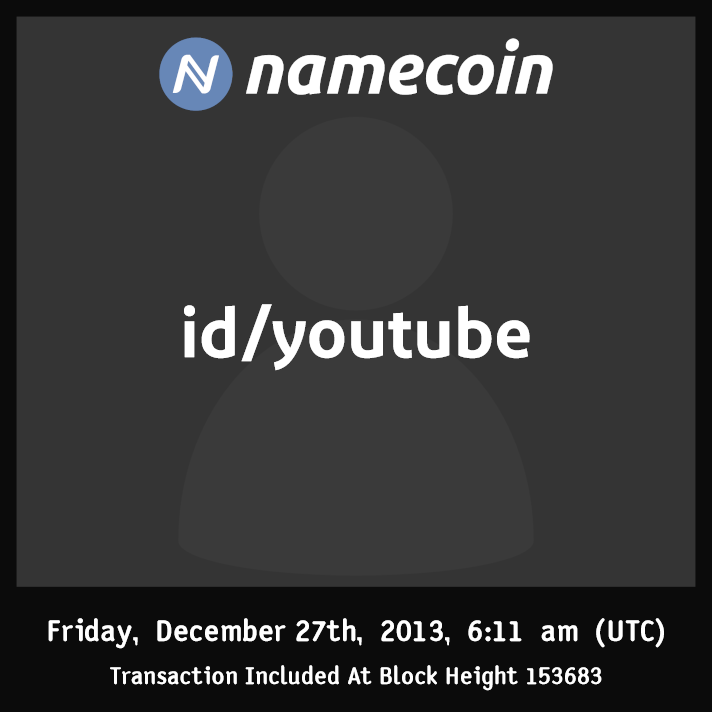 namecoin
id/youtube
Friday, December 27th, 2013, 6:11 am (UTC)
Transaction Included At Block Height 153683